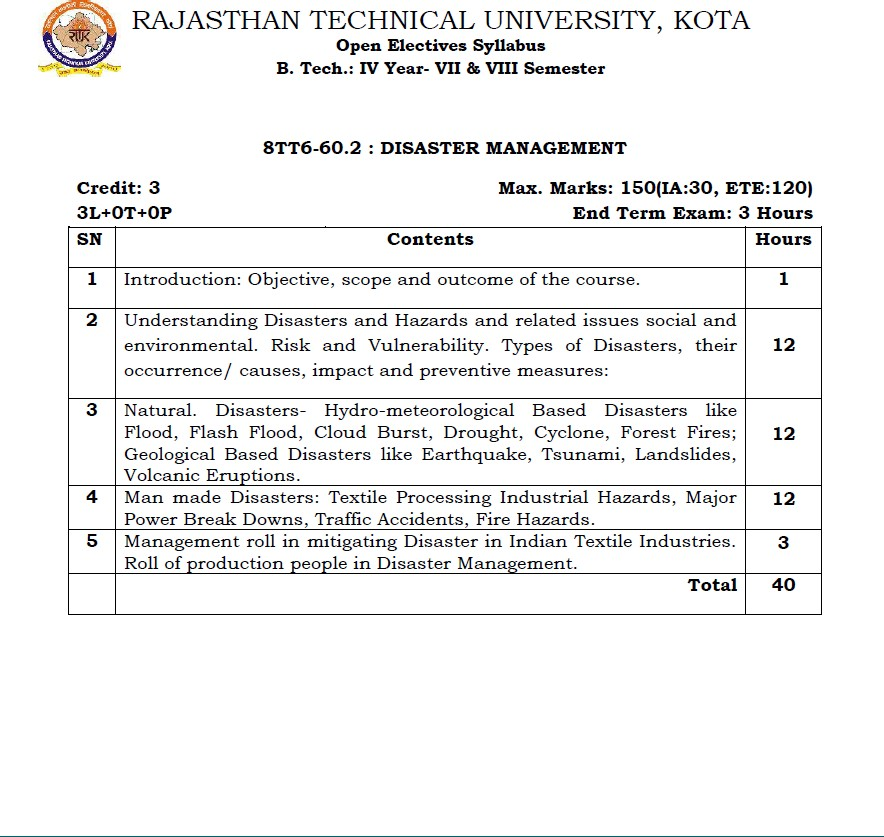 RAJASTHAN TECHNICAL UNIVERSITY, KOTA
Open Electives Syllabus
B. Tech.: IV Year- VII & VIII Semester
8TT6-60.2 : DISASTER MANAGEMENT
Credit: 3 Max. Marks: 150(IA:30, ETE:120)
3L+0T+0P End Term Exam: 3 Hours
SN Contents Hours
1 Introduction: Objective, scope and outcome of the course. 1
2 Understanding Disasters and Hazards and related issues social and
environmental. Risk and Vulnerability. Types of Disasters, their 12
occurrence/ causes, impact and preventive measures:
3 Natural. Disasters- Hydro-meteorological Based Disasters like
Flood, Flash Flood, Cloud Burst, Drought, Cyclone, Forest Fires; 12
Geological Based Disasters like Earthquake, Tsunami, Landslides,
Volcanic Eruptions.
4 Man made Disasters: Textile Processing Industrial Hazards, Major 12
Power Break Downs, Traffic Accidents, Fire Hazards.
5 Management roll in mitigating Disaster in Indian Textile Industries. 3
Roll of production people in Disaster Management.
Total 40